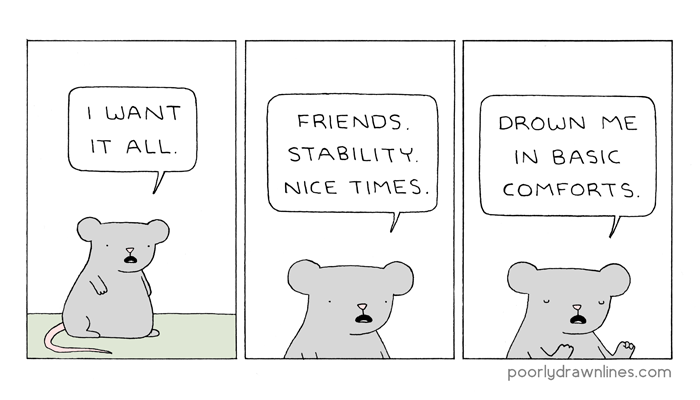 I WANT
IT ALL.
FRIENDS.
STABILITY.
NICE TIMES.
DROWN ME
IN BASIC
COMFORTS.
poorlydrawnlines.com